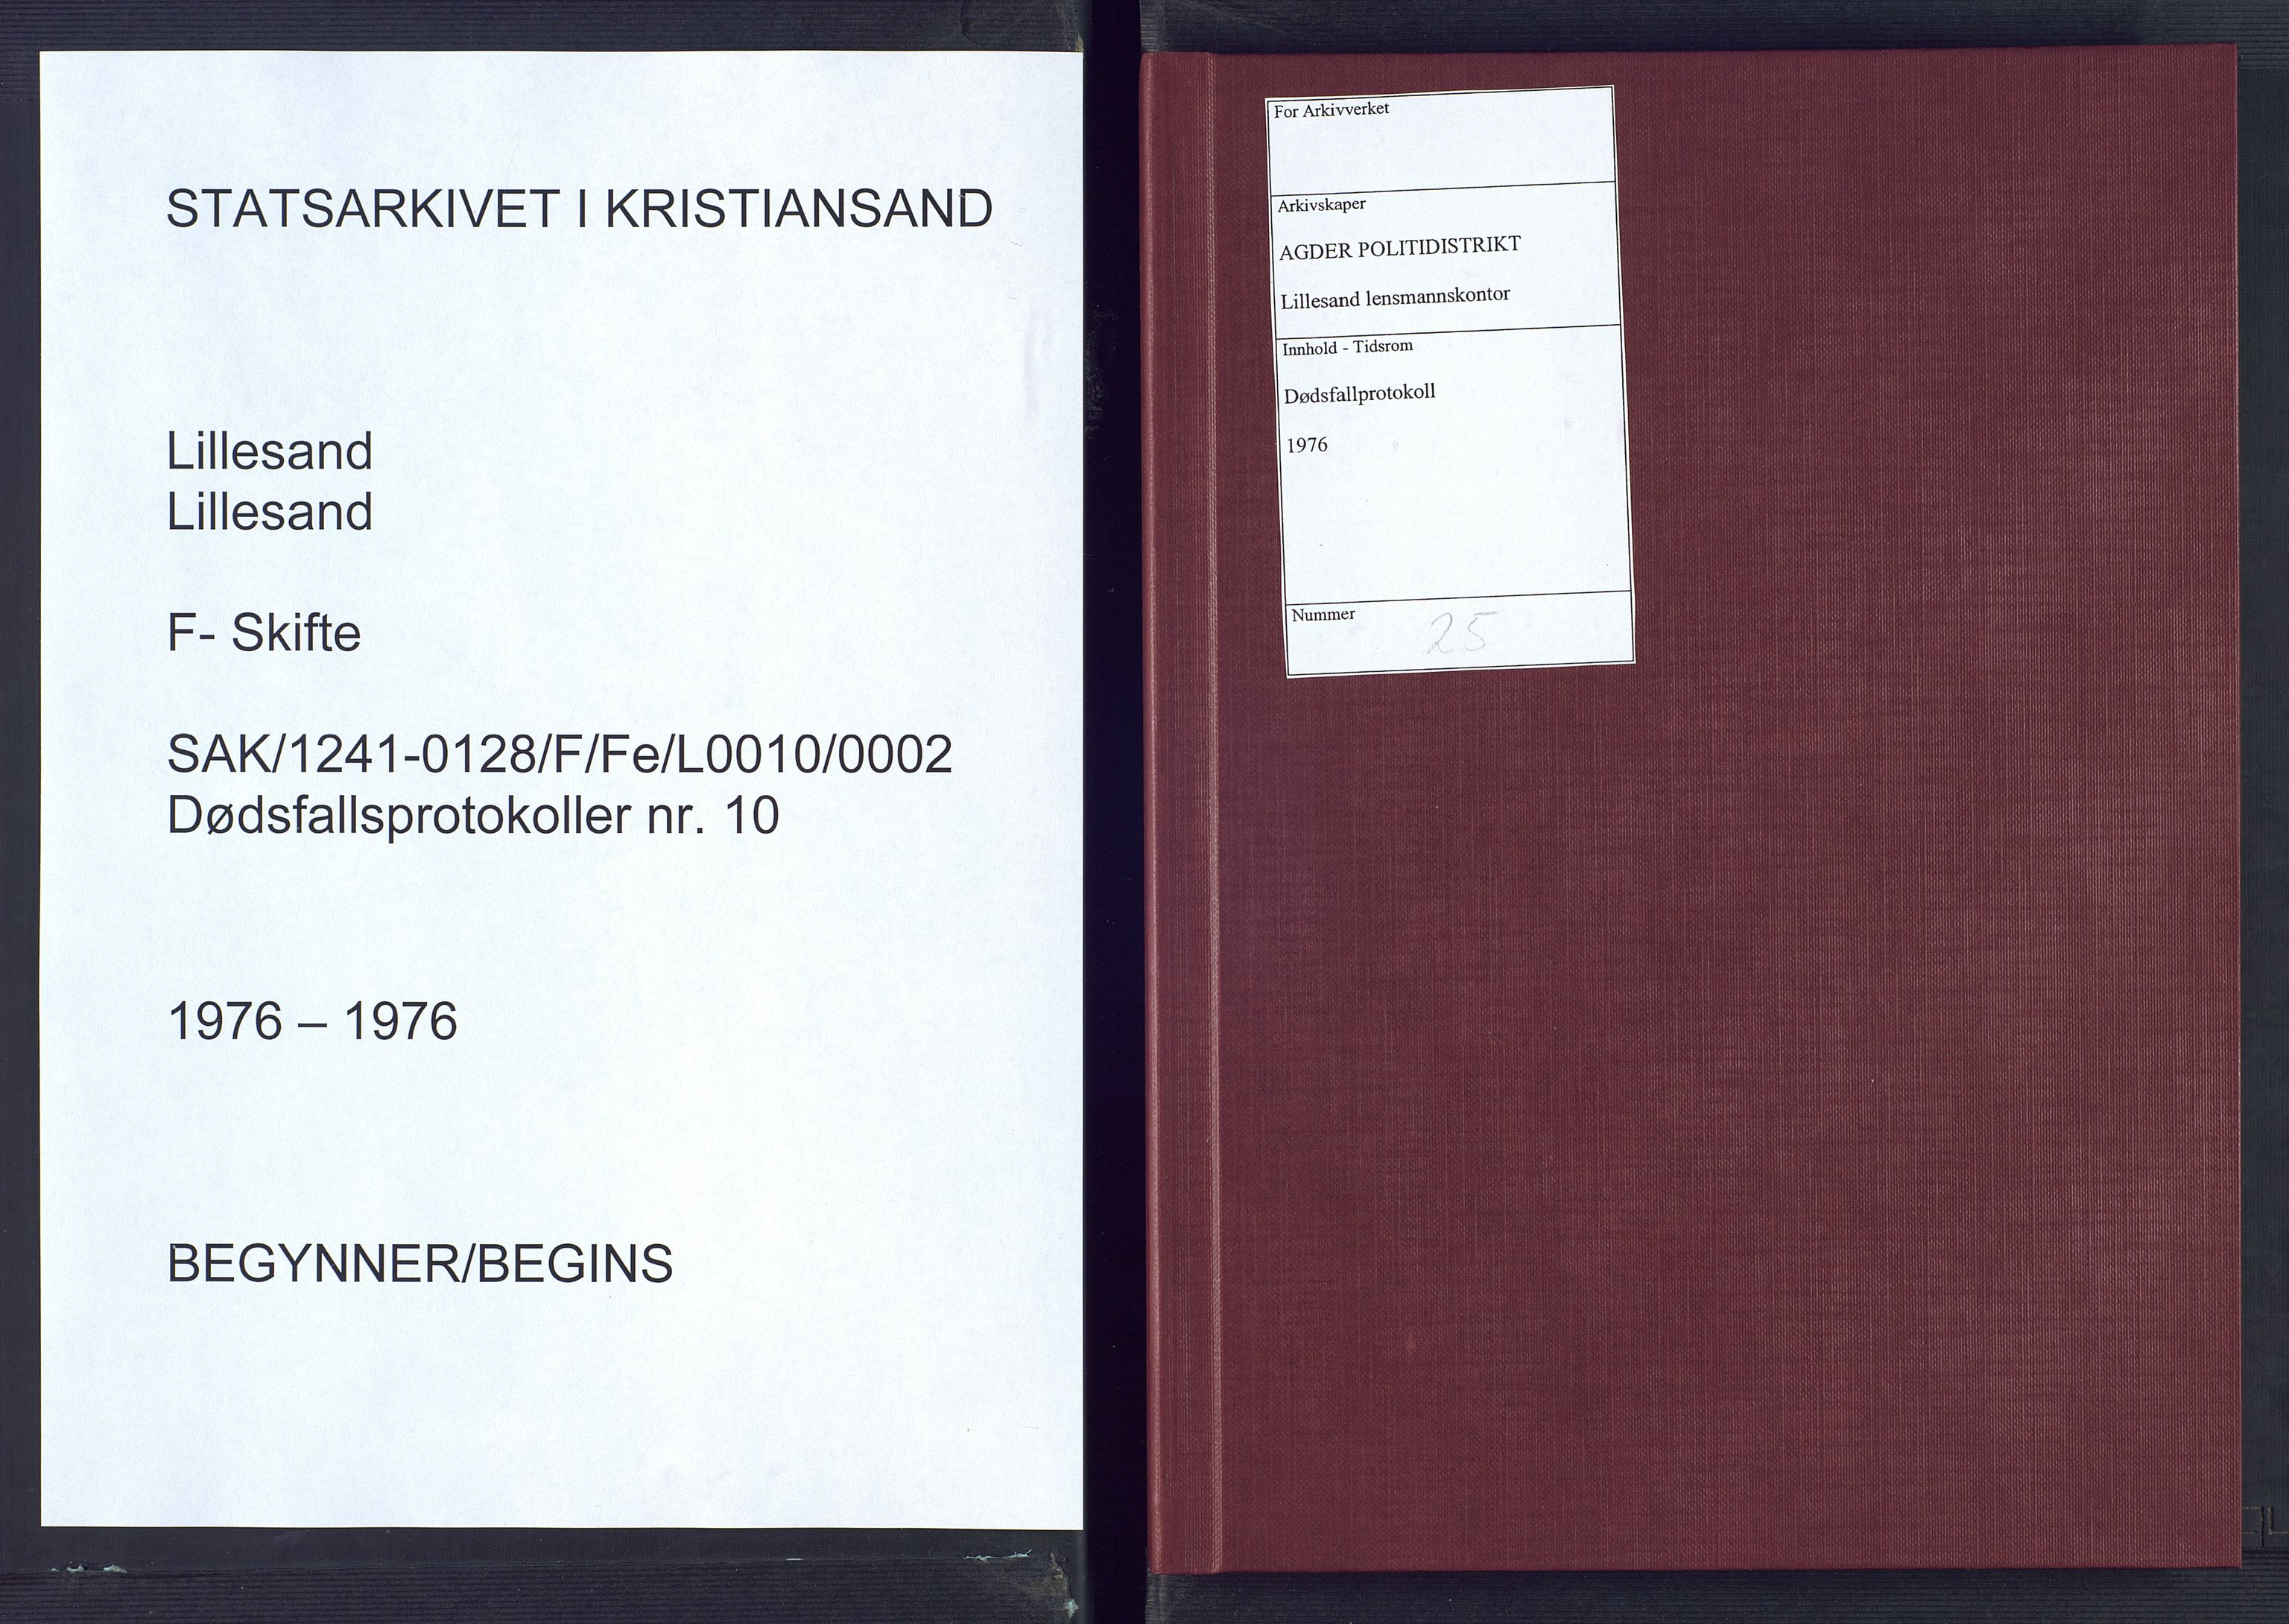 STATSARKIVET I KRISTIANSAND
Lillesand
Lillesand
F- Skifte
SAK/1241-0128/F/Fe/L0010/0002
Dødsfallsprotokoller nr. 10
1976 – 1976
BEGYNNER/BEGINS
For Arkivverket
Arkivskaper
AGDER POLITIDISTRIKT
Lillesand lensmannskontor
Innhold - Tidsrom
Dødsfallprotokoll
1976
Nummer 25